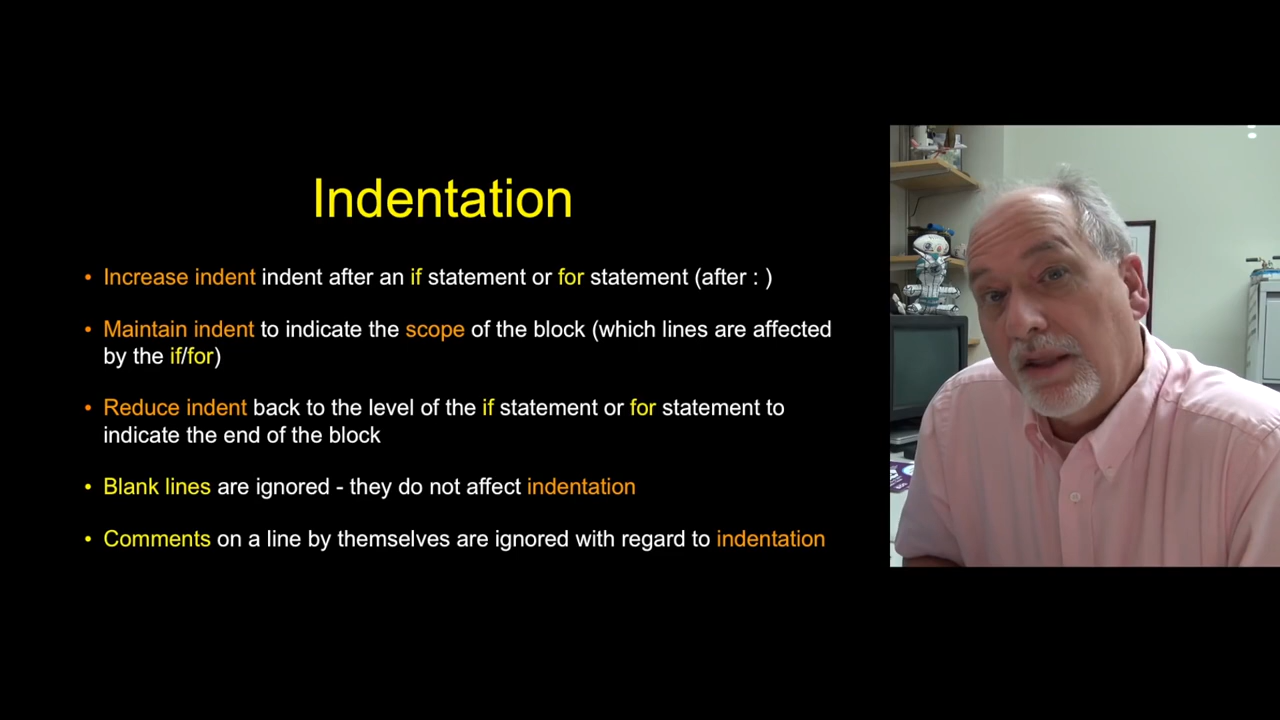 Indentation
• Increase indent indent after an if statement or for statement (after : )
• Maintain indent to indicate the scope of the block (which lines are affected
by the if/for)
• Reduce indent back to the level of the if statement or for statement to
indicate the end of the block
• Blank lines are ignored - they do not affect indentation
• Comments on a line by themselves are ignored with regard to indentation